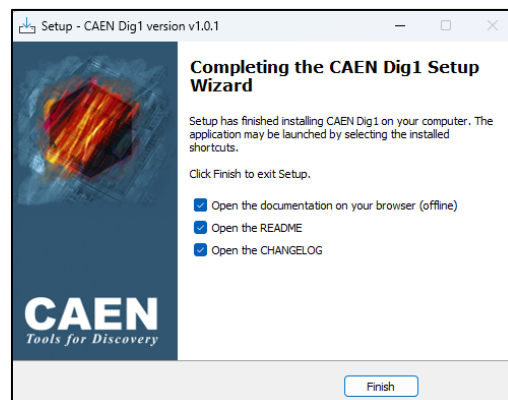 Setup - CAEN Dig1 version v1.0.1
Completing the CAEN Dig1 Setup
Wizard
Setup has finished installing CAEN Dig1 on your computer. The
application may be launched by selecting the installed
shortcuts.
Click Finish to exit Setup.
Open the documentation on your browser (offline)
Open the README
Open the CHANGELOG
CAEN
Tools for Discovery
Finish